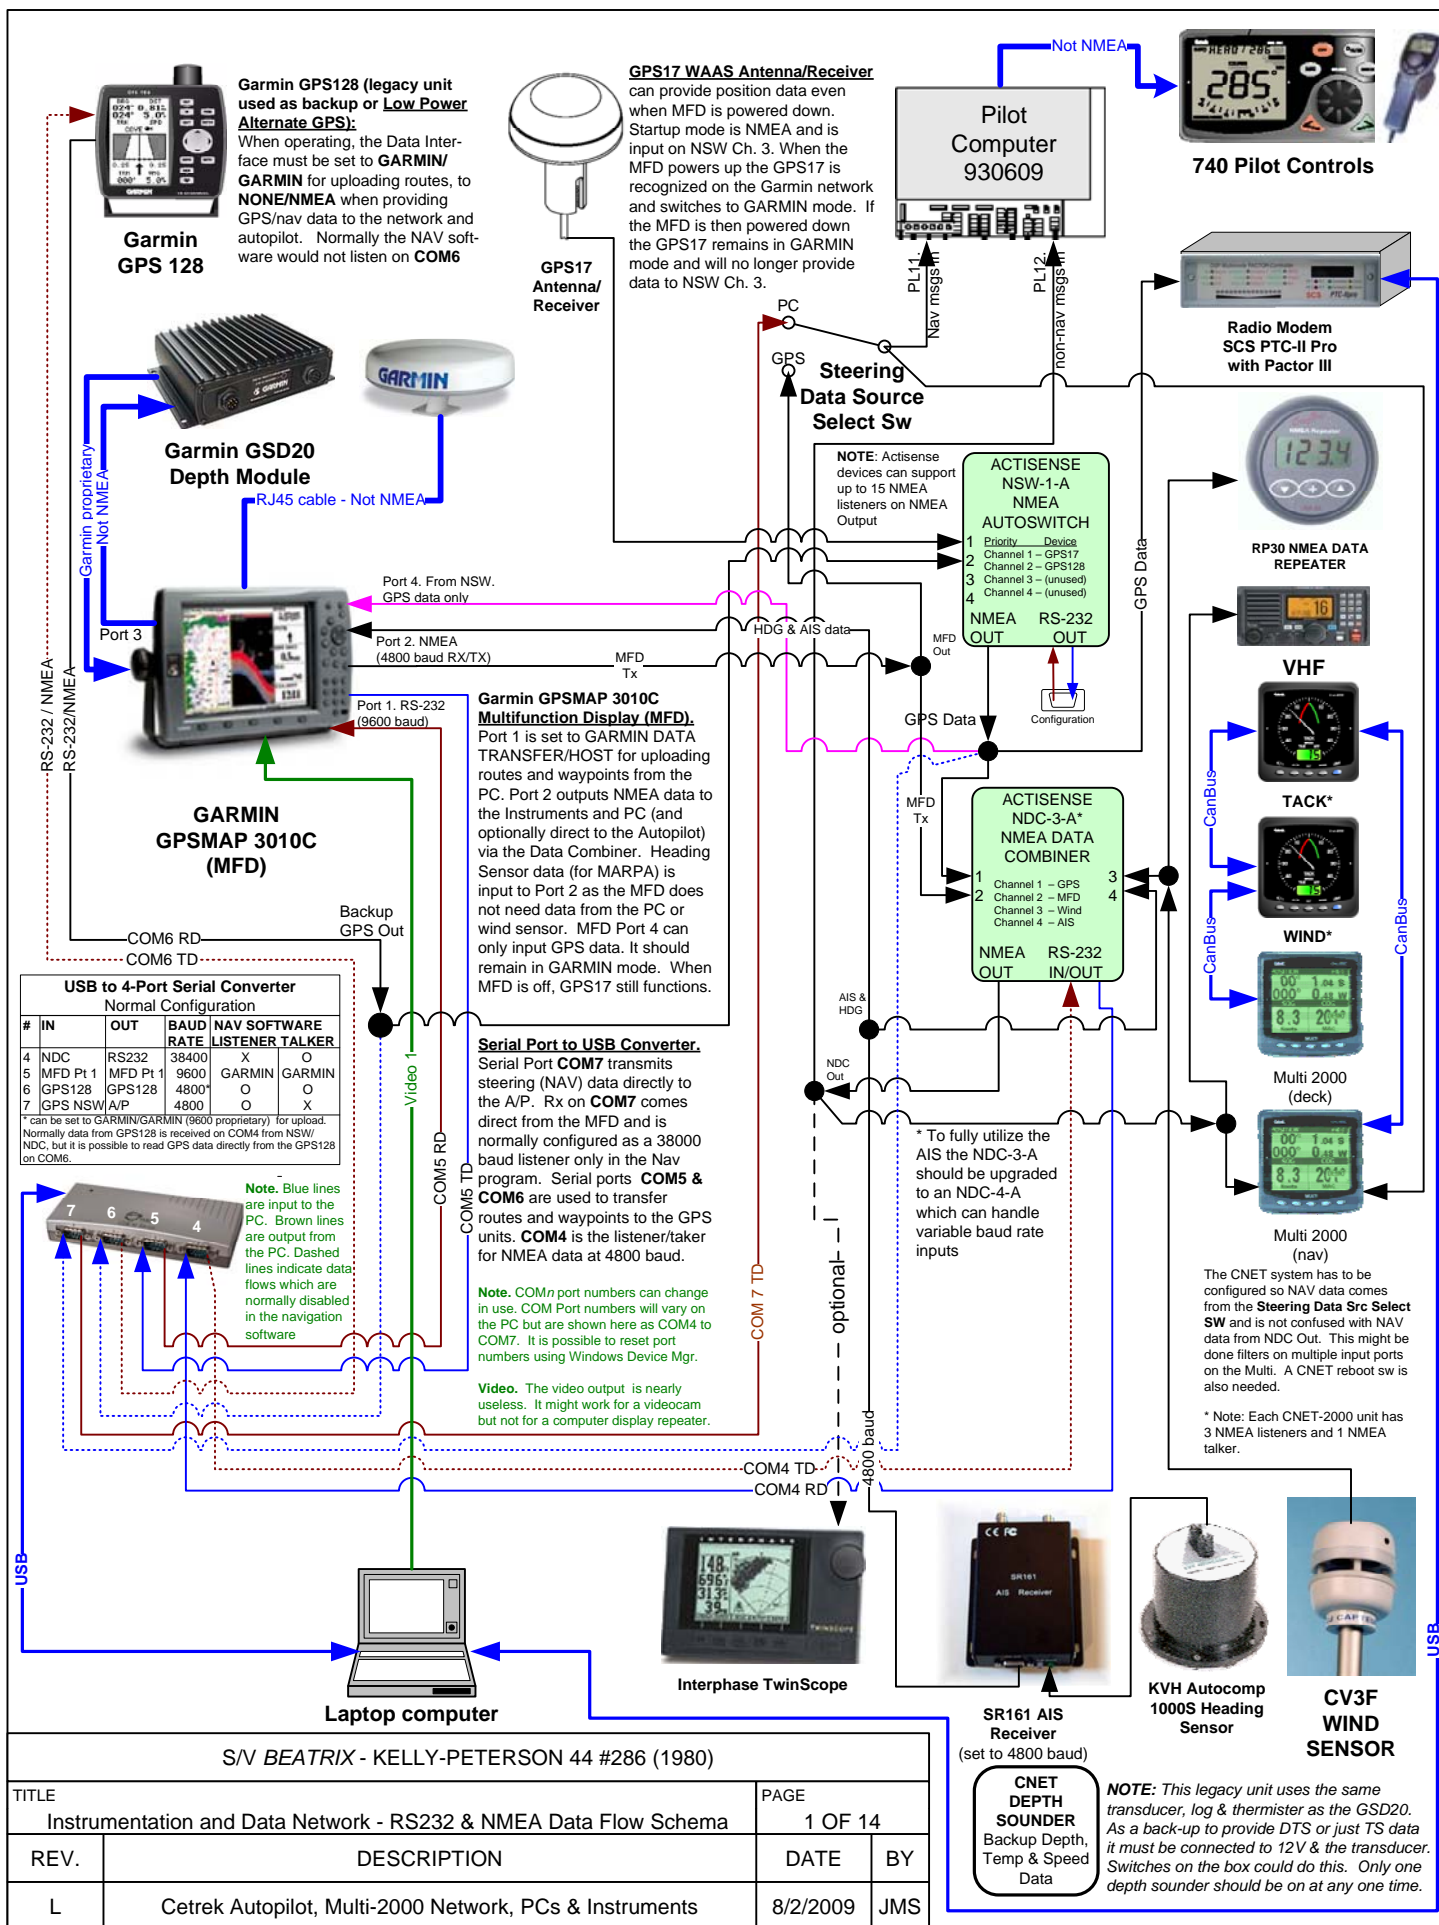 Garmin GPS128 (legacy unit
used as backup or Low Power
Alternate GPS):
When operating, the Data Inter-
face must be set to GARMIN/
GARMIN for uploading routes, to
NONE/NMEA when providing
GPS/nav data to the network and
autopilot. Normally the NAV soft-
ware would not listen on COM6
Garmin
GPS 128
GPS17
Antenna/
Receiver
GPS17 WAAS Antenna/Receiver
can provide position data even
when MFD is powered down.
Startup mode is NMEA and is
input on NSW Ch. 3. When the
MFD powers up the GPS17 is
recognized on the Garmin network
and switches to GARMIN mode. If
the MFD is then powered down
the GPS17 remains in GARMIN
mode and will no longer provide
data to NSW Ch. 3.
Not NMEA
Pilot
Computer
930609
HEAD / 286
285°
740 Pilot Controls
PL11.
Nav msgs in
PL12.
non-nav msgs in
SCS
PTC-IIpro
Radio Modem
SCS PTC-II Pro
with Pactor III
PC
GPS
Steering
Data Source
Select Sw
GARMIN
GARMIN
Garmin GSD20
Depth Module
RJ45 cable - Not NMEA
Garmin proprietary
Not NMEA
NOTE: Actisense
devices can support
up to 15 NMEA
listeners on NMEA
Output
ACTISENSE
NSW-1-A
NMEA
AUTOSWITCH
1 Priority Device
Channel 1 – GPS17
2 Channel 2 – GPS128
3 Channel 3 – (unused)
4 Channel 4 – (unused)
NMEA RS-232
OUT OUT
Configuration
GPS Data
NMEA Repeater
123.4
RP30 NMEA DATA
REPEATER
16
VHF
Port 4. From NSW.
GPS data only
HDG & AIS data
Port 2. NMEA
(4800 baud RX/TX)
MFD
Tx
MFD
Out
Port 3
Port 1. RS-232
(9600 baud)
GPS Data
MFD
Tx
RS-232 / NMEA
RS-232/NMEA
GARMIN
GPSMAP 3010C
(MFD)
Garmin GPSMAP 3010C
Multifunction Display (MFD).
Port 1 is set to GARMIN DATA
TRANSFER/HOST for uploading
routes and waypoints from the
PC. Port 2 outputs NMEA data to
the Instruments and PC (and
optionally direct to the Autopilot)
via the Data Combiner. Heading
Sensor data (for MARPA) is
input to Port 2 as the MFD does
not need data from the PC or
wind sensor. MFD Port 4 can
only input GPS data. It should
remain in GARMIN mode. When
MFD is off, GPS17 still functions.
ACTISENSE
NDC-3-A*
NMEA DATA
COMBINER
1 3
Channel 1 – GPS
2 Channel 2 – MFD 4
Channel 3 – Wind
Channel 4 – AIS
NMEA RS-232
OUT IN/OUT
CanBus
TACK*
WIND*
CanBus
CanBus
8.3
Multi 2000
(deck)
8.3
Multi 2000
(nav)
Backup
GPS Out
COM6 RD
COM6 TD
USB to 4-Port Serial Converter
Normal Configuration
# IN OUT BAUD RATE NAV SOFTWARE LISTENER TALKER
4 NDC RS232 38400 X O
5 MFD Pt 1 MFD Pt 1 9600 GARMIN GARMIN
6 GPS128 GPS128 4800* O O
7 GPS NSW A/P 4800 O X
* can be set to GARMIN/GARMIN (9600 proprietary) for upload.
Normally data from GPS128 is received on COM4 from NSW/
NDC, but it is possible to read GPS data directly from the GPS128
on COM6.
7 6 5 4
Note. Blue lines
are input to the
PC. Brown lines
are output from
the PC. Dashed
lines indicate data
flows which are
normally disabled
in the navigation
software
Video 1
COM5 RD
COM5 TD
Serial Port to USB Converter.
Serial Port COM7 transmits
steering (NAV) data directly to
the A/P. Rx on COM7 comes
direct from the MFD and is
normally configured as a 38000
baud listener only in the Nav
program. Serial ports COM5 &
COM6 are used to transfer
routes and waypoints to the GPS
units. COM4 is the listener/taker
for NMEA data at 4800 baud.
Note. COMn port numbers can change
in use. COM Port numbers will vary on
the PC but are shown here as COM4 to
COM7. It is possible to reset port
numbers using Windows Device Mgr.
Video. The video output is nearly
useless. It might work for a videocam
but not for a computer display repeater.
COM 7 TD
AIS &
HDG
NDC
Out
optional
* To fully utilize the
AIS the NDC-3-A
should be upgraded
to an NDC-4-A
which can handle
variable baud rate
inputs
The CNET system has to be
configured so NAV data comes
from the Steering Data Src Select
SW and is not confused with NAV
data from NDC Out. This might be
done filters on multiple input ports
on the Multi. A CNET reboot sw is
also needed.
* Note: Each CNET-2000 unit has
3 NMEA listeners and 1 NMEA
talker.
4800 baud
COM4 TD
COM4 RD
USB
Laptop computer
INTERPHASE
TWINSCOPE
Interphase TwinScope
CE FC
SR161
AIS Receiver
SR161 AIS
Receiver
(set to 4800 baud)
KVH Autocomp
1000S Heading
Sensor
CV3F
WIND
SENSOR
USB
CNET
DEPTH
SOUNDER
Backup Depth,
Temp & Speed
Data
NOTE: This legacy unit uses the same
transducer, log & thermister as the GSD20.
As a back-up to provide DTS or just TS data
it must be connected to 12V & the transducer.
Switches on the box could do this. Only one
depth sounder should be on at any one time.
S/V BEATRIX - KELLY-PETERSON 44 #286 (1980)
TITLE PAGE
Instrumentation and Data Network - RS232 & NMEA Data Flow Schema 1 OF 14
REV. DESCRIPTION DATE BY
L Cetrek Autopilot, Multi-2000 Network, PCs & Instruments 8/2/2009 JMS